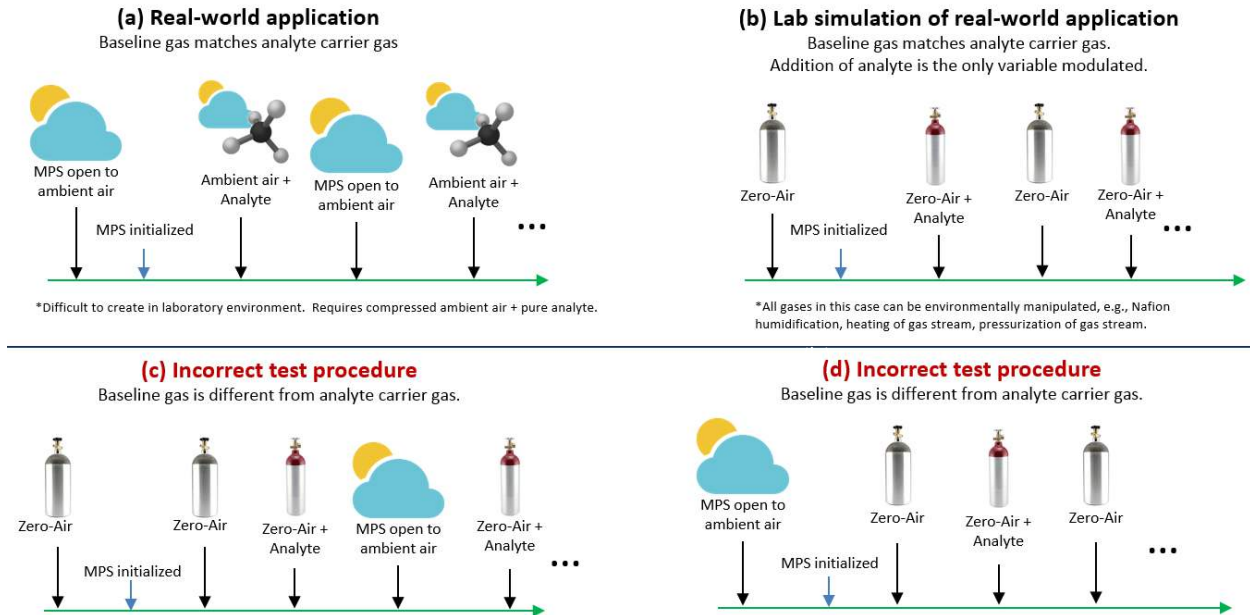 (a) Real-world application
Baseline gas matches analyte carrier gas
MPS open to
ambient air
Ambient air +
Analyte
MPS open to
ambient air
Ambient air +
Analyte
MPS initialized
...
*Difficult to create in laboratory environment. Requires compressed ambient air + pure analyte.
(b) Lab simulation of real-world application
Baseline gas matches analyte carrier gas.
Addition of analyte is the only variable modulated.
Zero-Air
Zero-Air +
Analyte
Zero-Air
Zero-Air +
Analyte
MPS initialized
...
*All gases in this case can be environmentally manipulated, e.g., Nafion
humidification, heating of gas stream, pressurization of gas stream.
(c) Incorrect test procedure
Baseline gas is different from analyte carrier gas.
Zero-Air
Zero-Air
Zero-Air +
Analyte
MPS open to
ambient air
Zero-Air +
Analyte
MPS initialized
...
(d) Incorrect test procedure
Baseline gas is different from analyte carrier gas.
MPS open to
ambient air
Zero-Air
Zero-Air +
Analyte
Zero-Air
MPS initialized
...